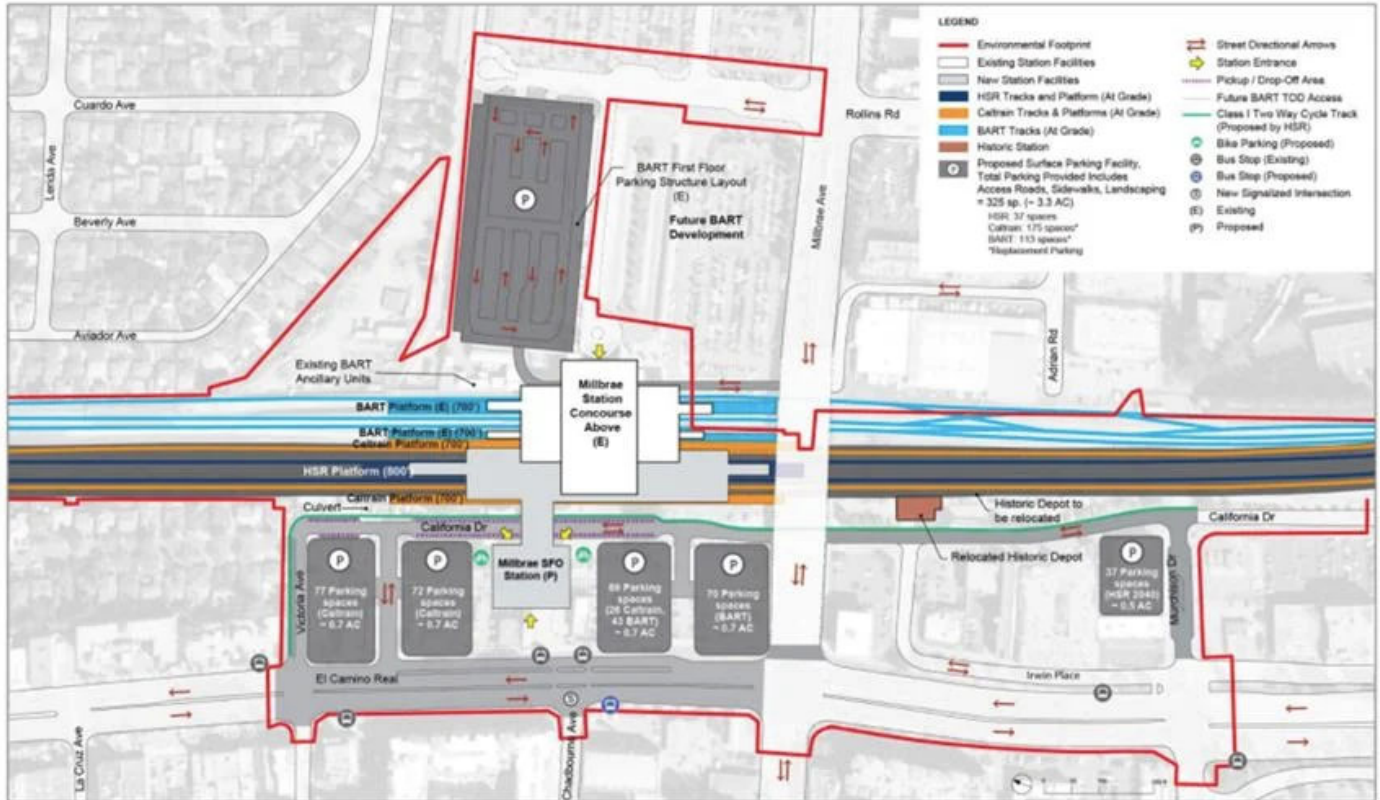 LEGEND
Environmental Footprint
Existing Station Facilities
New Station Facilities
HSR Tracks and Platform (At Grade)
Caltrain Tracks & Platforms (At Grade)
BART Tracks (At Grade)
Historic Station
P
Proposed Surface Parking Facility,
Total Parking Provided Includes
Access Roads, Sidewalks, Landscaping
= 325 sp. (~ 3.3 AC)
HSR: 37 spaces
Caltrain: 175 spaces*
BART: 113 spaces*
*Replacement Parking
Street Directional Arrows
Station Entrance
Pickup / Drop-Off Area
Future BART TOD Access
Class I Two Way Cycle Track
(Proposed by HSR)
Bike Parking (Proposed)
Bus Stop (Existing)
Bus Stop (Proposed)
S New Signalized Intersection
(E) Existing
(P) Proposed
Cuardo Ave
Lerida Ave
Beverly Ave
Aviador Ave
Rollins Rd
Millbrae Ave
Adrian Rd
P
BART First Floor
Parking Structure Layout
(E)
Future BART
Development
Existing BART
Ancillary Units
Millbrae
Station
Concourse
Above
(E)
BART Platform (E) (700')
BART Platform (E) (700')
Caltrain Platform (700')
HSR Platform (800')
Caltrain Platform (700')
Culvert
California Dr
Historic Depot to
be relocated
Relocated Historic Depot
California Dr
Victoria Ave
P
77 Parking
spaces
(Caltrain)
~ 0.7 AC
P
72 Parking
spaces
(Caltrain)
~ 0.7 AC
Millbrae SFO
Station (P)
P
69 Parking
spaces
(26 Caltrain,
43 BART)
~ 0.7 AC
P
70 Parking
spaces
(BART)
~ 0.7 AC
P
37 Parking
spaces
(HSR 2040)
~ 0.5 AC
Murchison Dr
El Camino Real
Irwin Place
S
La Cruz Ave
Chadbourne Ave